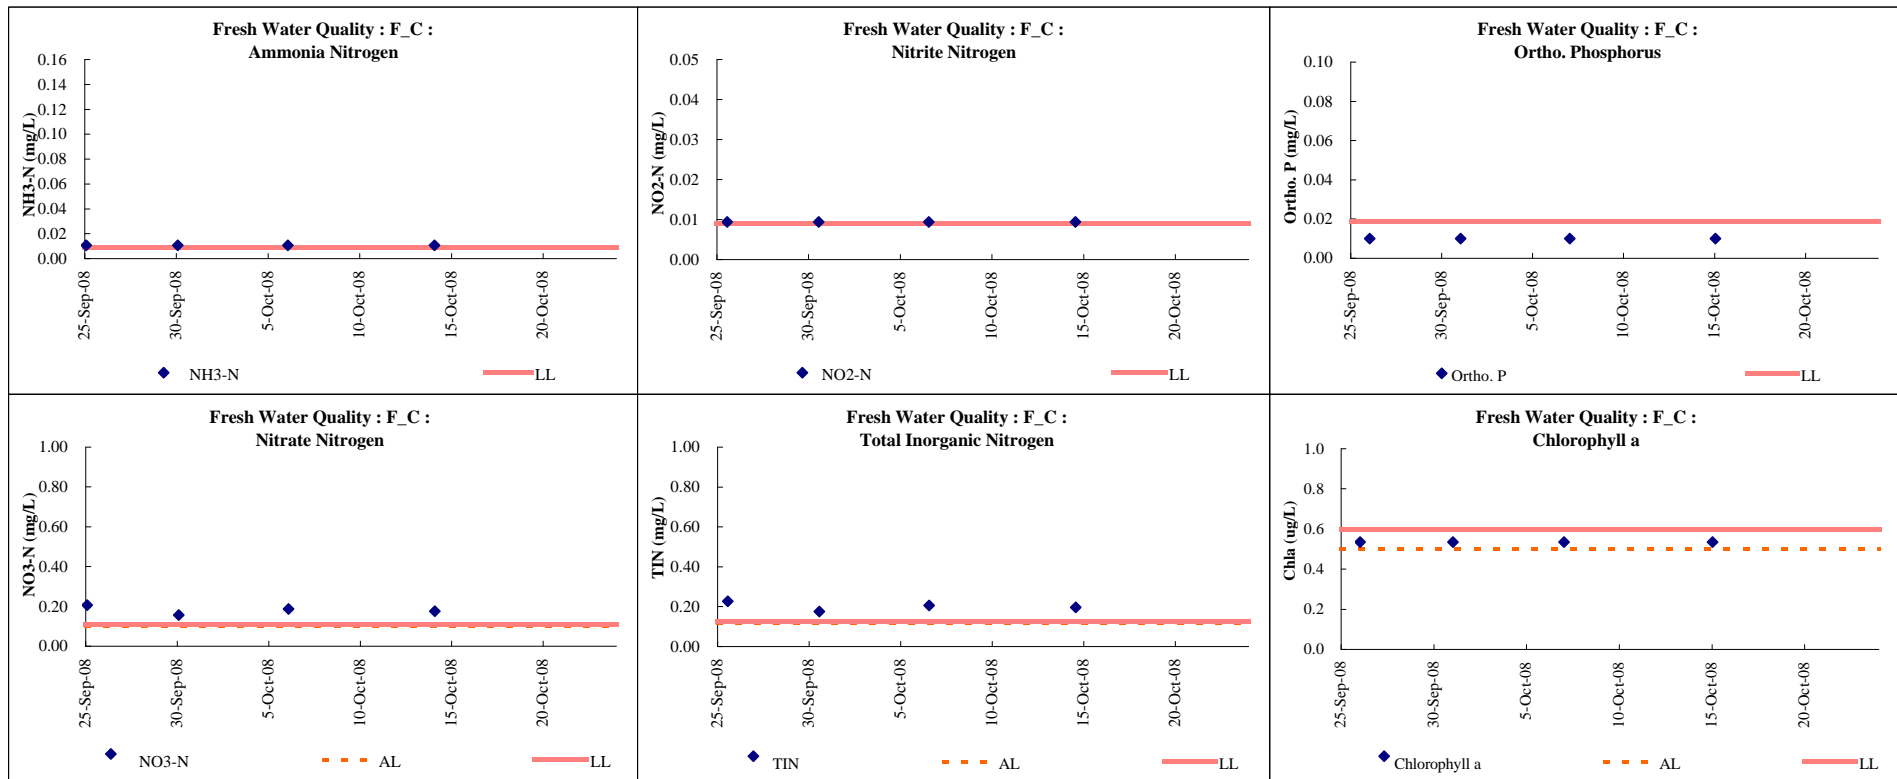 Fresh Water Quality : F_C :
Ammonia Nitrogen
0.16
0.14
0.12
0.10
0.08
0.06
0.04
0.02
0.00
NH3-N (mg/L)
25-Sep-08
30-Sep-08
5-Oct-08
10-Oct-08
15-Oct-08
20-Oct-08
NH3-N
LL
Fresh Water Quality : F_C :
Nitrite Nitrogen
0.05
0.04
0.03
0.02
0.01
0.00
NO2-N (mg/L)
25-Sep-08
30-Sep-08
5-Oct-08
10-Oct-08
15-Oct-08
20-Oct-08
NO2-N
LL
Fresh Water Quality : F_C :
Ortho. Phosphorus
0.10
0.08
0.06
0.04
0.02
0.00
Ortho. P (mg/L)
25-Sep-08
30-Sep-08
5-Oct-08
10-Oct-08
15-Oct-08
20-Oct-08
Ortho. P
LL
Fresh Water Quality : F_C :
Nitrate Nitrogen
1.00
0.80
0.60
0.40
0.20
0.00
NO3-N (mg/L)
25-Sep-08
30-Sep-08
5-Oct-08
10-Oct-08
15-Oct-08
20-Oct-08
NO3-N
AL
LL
Fresh Water Quality : F_C :
Total Inorganic Nitrogen
1.00
0.80
0.60
0.40
0.20
0.00
TIN (mg/L)
25-Sep-08
30-Sep-08
5-Oct-08
10-Oct-08
15-Oct-08
20-Oct-08
TIN
AL
LL
Fresh Water Quality : F_C :
Chlorophyll a
1.0
0.8
0.6
0.4
0.2
0.0
Chla (ug/L)
25-Sep-08
30-Sep-08
5-Oct-08
10-Oct-08
15-Oct-08
20-Oct-08
Chlorophyll a
AL
LL